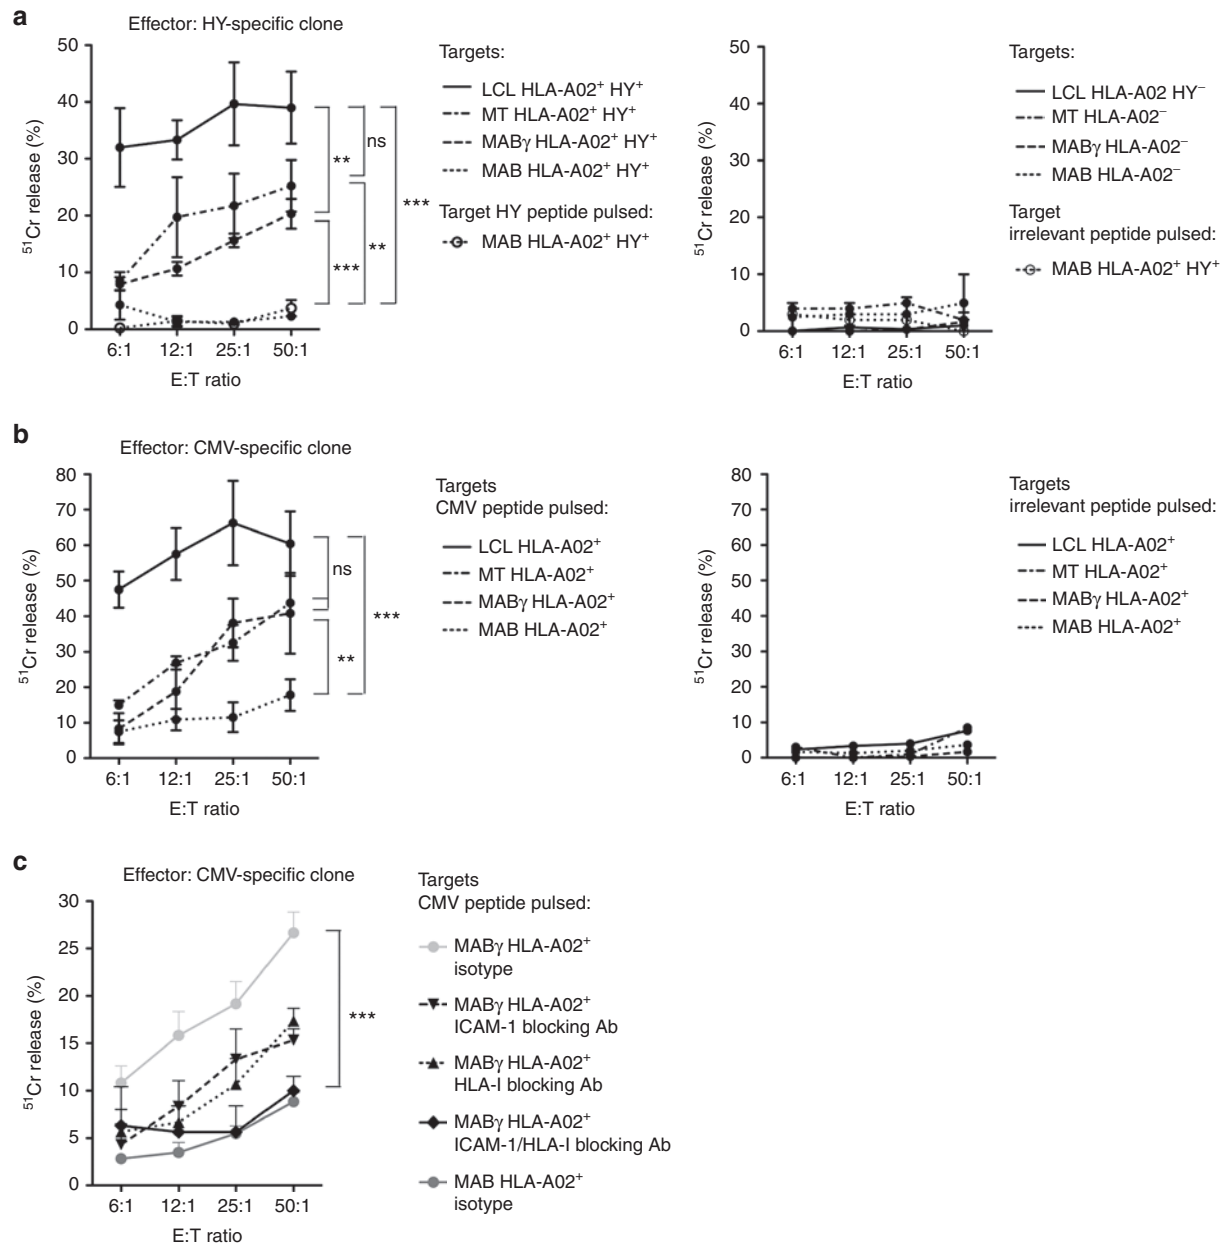 a
Effector: HY-specific clone
50
40
30
20
10
0
⁵¹Cr release (%)
6:1 12:1 25:1 50:1
E:T ratio
** ns
***
**
***
Targets:
LCL HLA-A02⁺ HY⁺
MT HLA-A02⁺ HY⁺
MABγ HLA-A02⁺ HY⁺
MAB HLA-A02⁺ HY⁺
Target HY peptide pulsed:
MAB HLA-A02⁺ HY⁺
50
40
30
20
10
0
⁵¹Cr release (%)
6:1 12:1 25:1 50:1
E:T ratio
Targets:
LCL HLA-A02 HY⁻
MT HLA-A02⁻
MABγ HLA-A02⁻
MAB HLA-A02⁻
Target
irrelevant peptide pulsed:
MAB HLA-A02⁺ HY⁺
b
Effector: CMV-specific clone
80
70
60
50
40
30
20
10
0
⁵¹Cr release (%)
6:1 12:1 25:1 50:1
E:T ratio
ns
***
**
Targets
CMV peptide pulsed:
LCL HLA-A02⁺
MT HLA-A02⁺
MABγ HLA-A02⁺
MAB HLA-A02⁺
80
70
60
50
40
30
20
10
0
⁵¹Cr release (%)
6:1 12:1 25:1 50:1
E:T ratio
Targets
irrelevant peptide pulsed:
LCL HLA-A02⁺
MT HLA-A02⁺
MABγ HLA-A02⁺
MAB HLA-A02⁺
c
Effector: CMV-specific clone
30
25
20
15
10
5
0
⁵¹Cr release (%)
6:1 12:1 25:1 50:1
E:T ratio
***
Targets
CMV peptide pulsed:
MABγ HLA-A02⁺
isotype
MABγ HLA-A02⁺
ICAM-1 blocking Ab
MABγ HLA-A02⁺
HLA-I blocking Ab
MABγ HLA-A02⁺
ICAM-1/HLA-I blocking Ab
MAB HLA-A02⁺
isotype